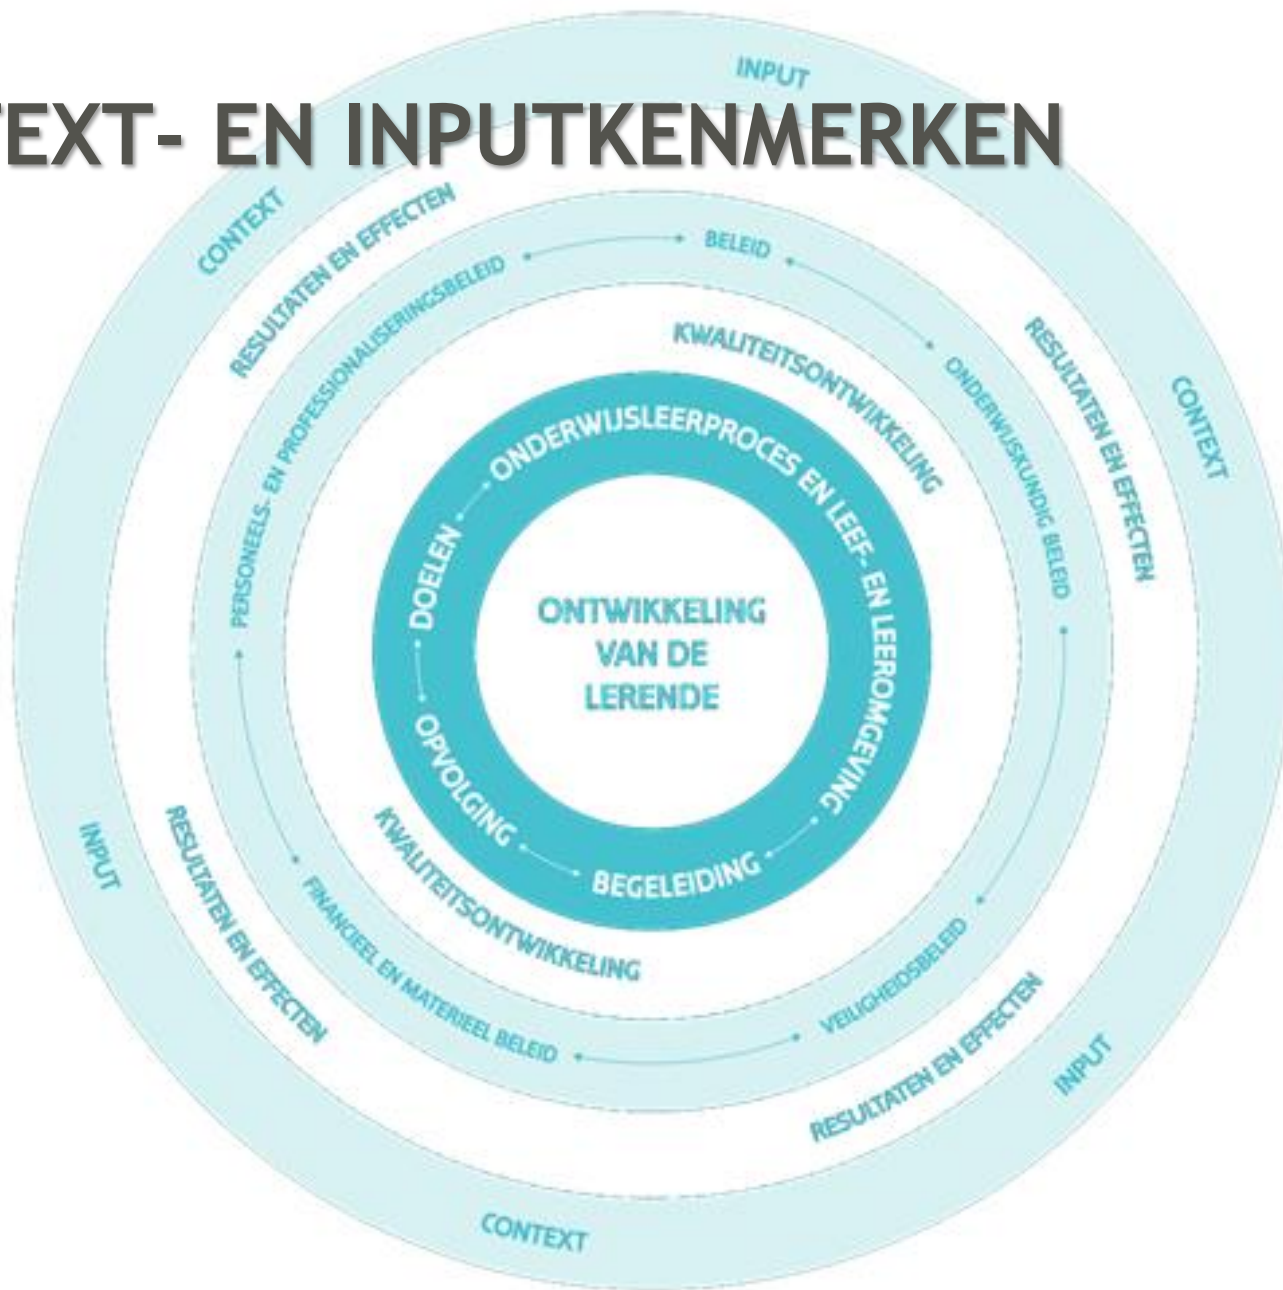 TEXT- EN INPUTKENMERKEN
INPUT
CONTEXT
CONTEXT
INPUT
INPUT
CONTEXT
RESULTATEN EN EFFECTEN
RESULTATEN EN EFFECTEN
RESULTATEN EN EFFECTEN
RESULTATEN EN EFFECTEN
BELEID
ONDERWIJSKUNDIG BELEID
VEILIGHEIDSBELEID
FINANCIEEL EN MATERIEEL BELEID
PERSONEELS- EN PROFESSIONALISERINGSBELEID
KWALITEITSONTWIKKELING
KWALITEITSONTWIKKELING
ONDERWIJSLEERPROCES EN LEEF- EN LEEROMGEVING
BEGELEIDING
OPVOLGING
DOELEN
ONTWIKKELING
VAN DE
LERENDE